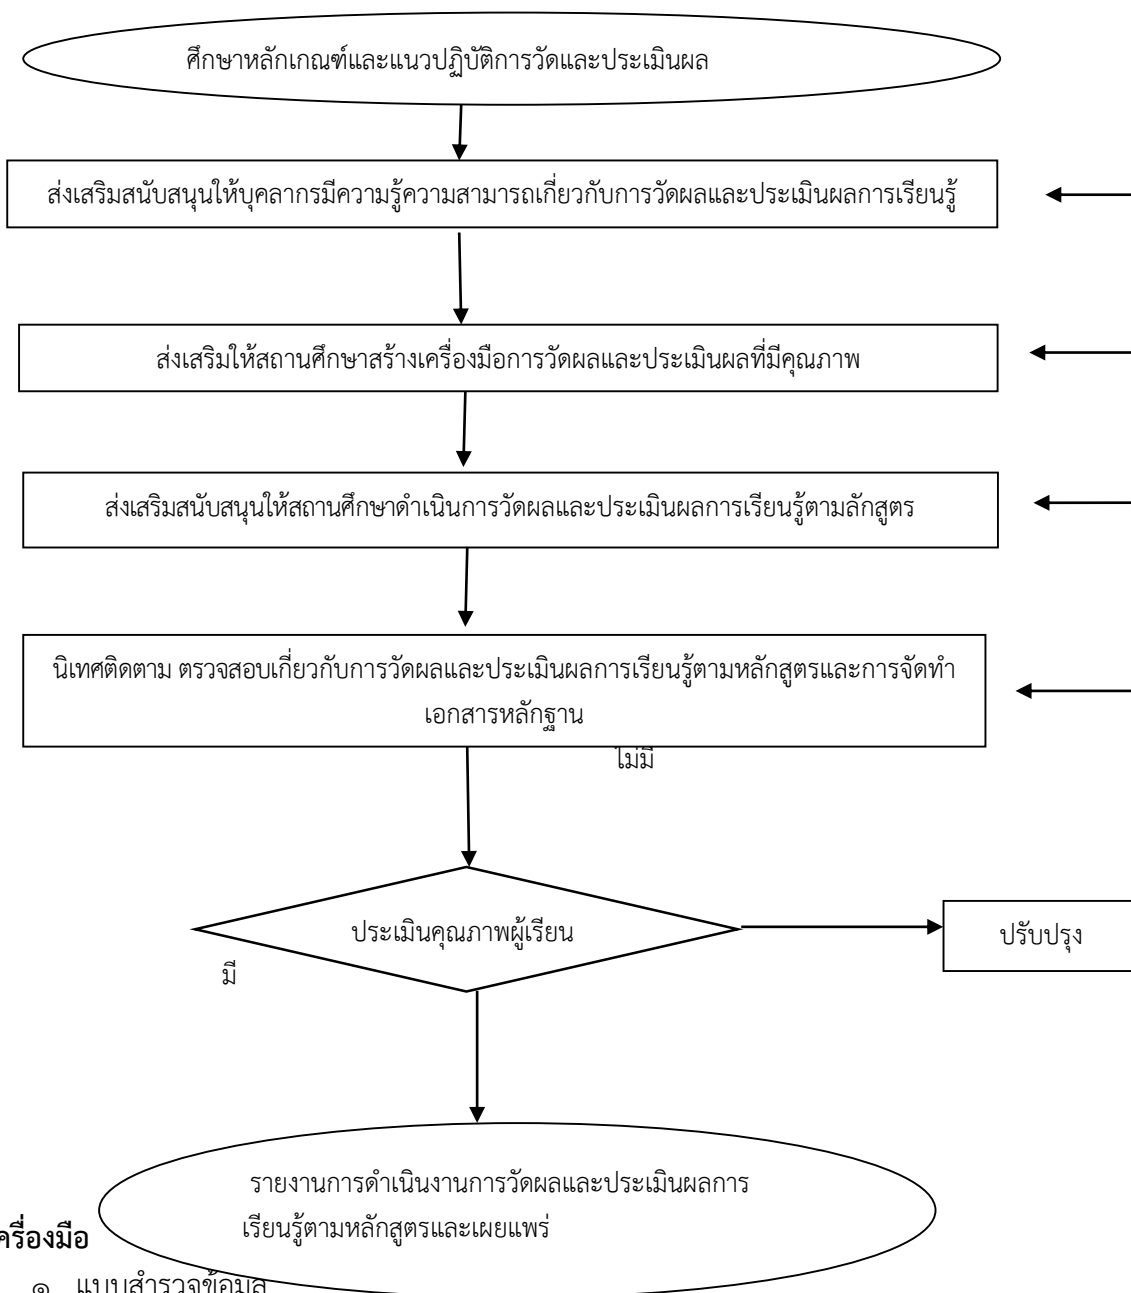 ศึกษาหลักเกณฑ์และแนวปฏิบัติการวัดและประเมินผล
ส่งเสริมสนับสนุนให้บุคลากรมีความรู้ความสามารถเกี่ยวกับการวัดผลและประเมินผลการเรียนรู้
ส่งเสริมให้สถานศึกษาสร้างเครื่องมือการวัดผลและประเมินผลที่มีคุณภาพ
ส่งเสริมสนับสนุนให้สถานศึกษาดำเนินการวัดผลและประเมินผลการเรียนรู้ตามลักสูตร
นิเทศติดตาม ตรวจสอบเกี่ยวกับการวัดผลและประเมินผลการเรียนรู้ตามหลักสูตรและการจัดทำ
เอกสารหลักฐาน
ไม่มี
ประเมินคุณภาพผู้เรียน
ปรับปรุง
มี
รายงานการดำเนินงานการวัดผลและประเมินผลการ
เรียนรู้ตามหลักสูตรและเผยแพร่
ครื่องมือ
๑ แบบสำรวจข้อมูล